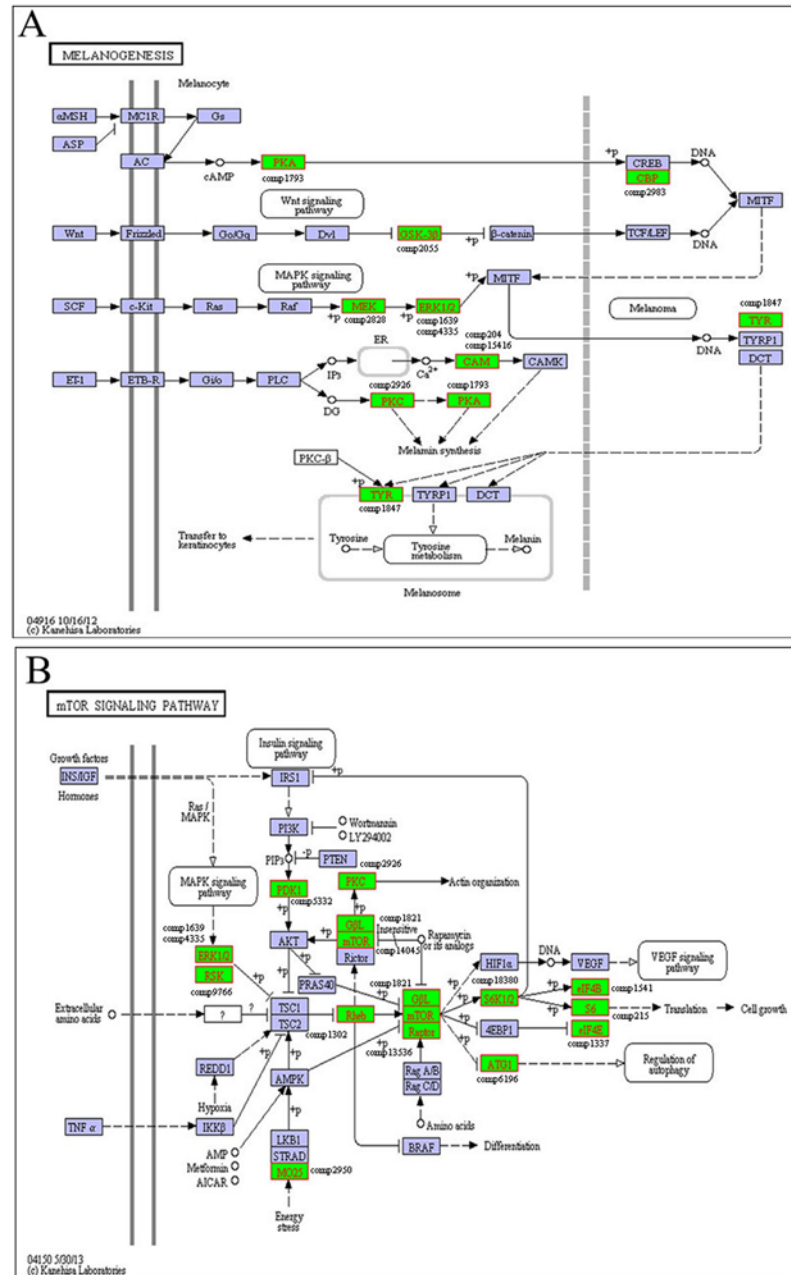 A
MELANOGENESIS
Melanocyte
αMSH
MC1R
Gs
ASP
AC
cAMP
PKA
comp1793
+p
CREB
CBP
comp2983
DNA
MITF
Wnt signaling
pathway
Wnt
Frizzled
Go/Gq
Dvl
GSK-3β
comp2055
+p
β-catenin
TCF/LEF
DNA
MAPK signaling
pathway
SCF
c-Kit
Ras
Raf
+p
MEK
comp2828
+p
ERK1/2
comp1639
comp4335
+p
MITF
Melanoma
comp1847
TYR
TYRP1
DCT
DNA
ER
comp204
comp15416
ET-1
ETB-R
Gi/o
PLC
IP3
Ca2+
CAM
CAMK
DG
comp2926
PKC
comp1793
PKA
Melamin synthesis
PKC-β
+p
TYR
comp1847
TYRP1
DCT
Transfer to
keratinocytes
Tyrosine
Tyrosine
metabolism
Melanin
Melanosome
04916 10/16/12
(c) Kanehisa Laboratories
B
mTOR SIGNALING PATHWAY
Growth factors
INS/IGF
Hormones
Insulin signaling
pathway
IRS1
+p
Ras /
MAPK
PI3K
Wortmannin
LY294002
PIP3
-p
PTEN
MAPK signaling
pathway
PDK1
comp5332
comp2926
PKC
Actin organization
+p
+p
comp1639
comp4335
ERK1/2
RSK
comp9766
AKT
+p
GβL
mTOR
Rictor
comp1821
Insensitive
comp14045
Rapamycin
or its analogs
HIF1α
DNA
VEGF
VEGF signaling
pathway
+p
+p
+p
PRAS40
comp1821
+p
comp18380
Extracellular
amino acids
?
?
TSC1
TSC2
comp1302
Rheb
GβL
mTOR
Raptor
comp13536
+p
S6K1/2
+p
+p
eIF4B
comp1541
S6
comp215
Translation
Cell growth
+p
4EBP1
eIF4E
comp1337
+p
+p
+p
+p
ATG1
comp6196
Regulation of
autophagy
REDD1
Hypoxia
AMPK
Rag A/B
Rag C/D
Amino acids
TNF α
IKKβ
+p
AMP
Metformin
AICAR
LKB1
STRAD
MO25
comp2950
Energy
stress
BRAF
Differentiation
04150 5/30/13
(c) Kanehisa Laboratories